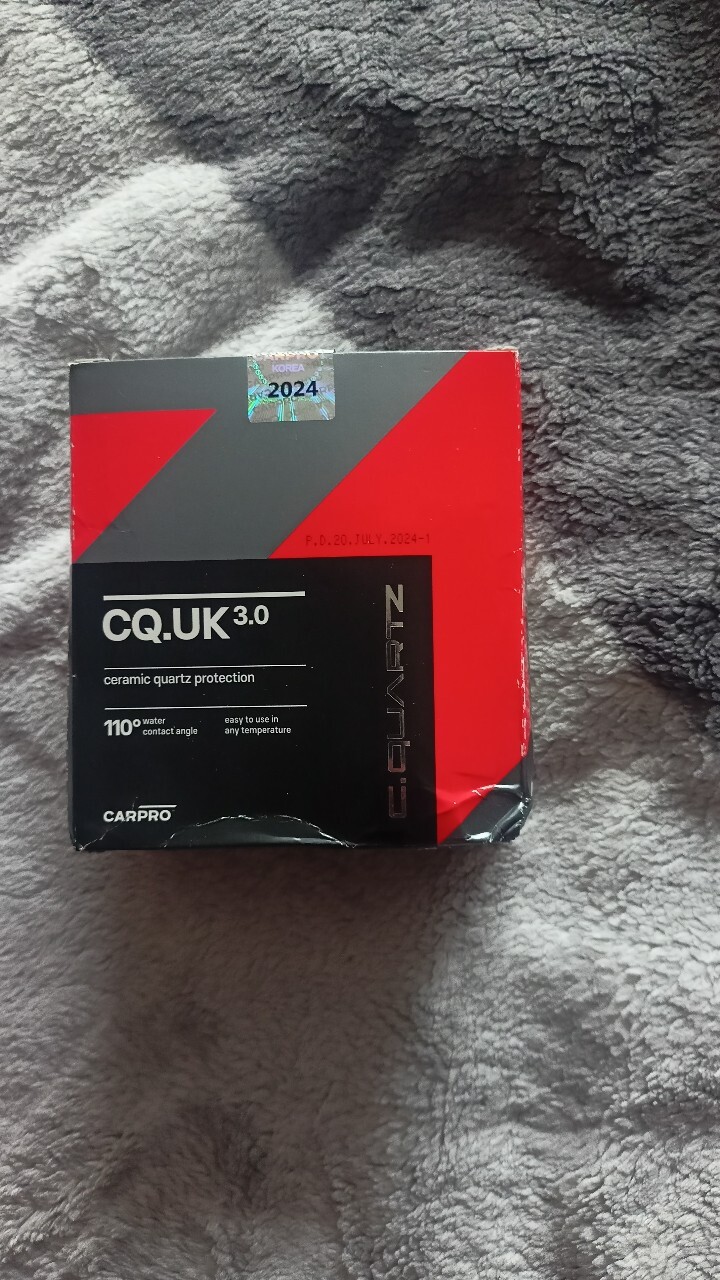 CARPRO
KOREA
2024
P.D.20.JULY.2024-1
CQ.UK 3.0
ceramic quartz protection
110° water
contact angle
easy to use in
any temperature
C.QUARTZ
CARPRO